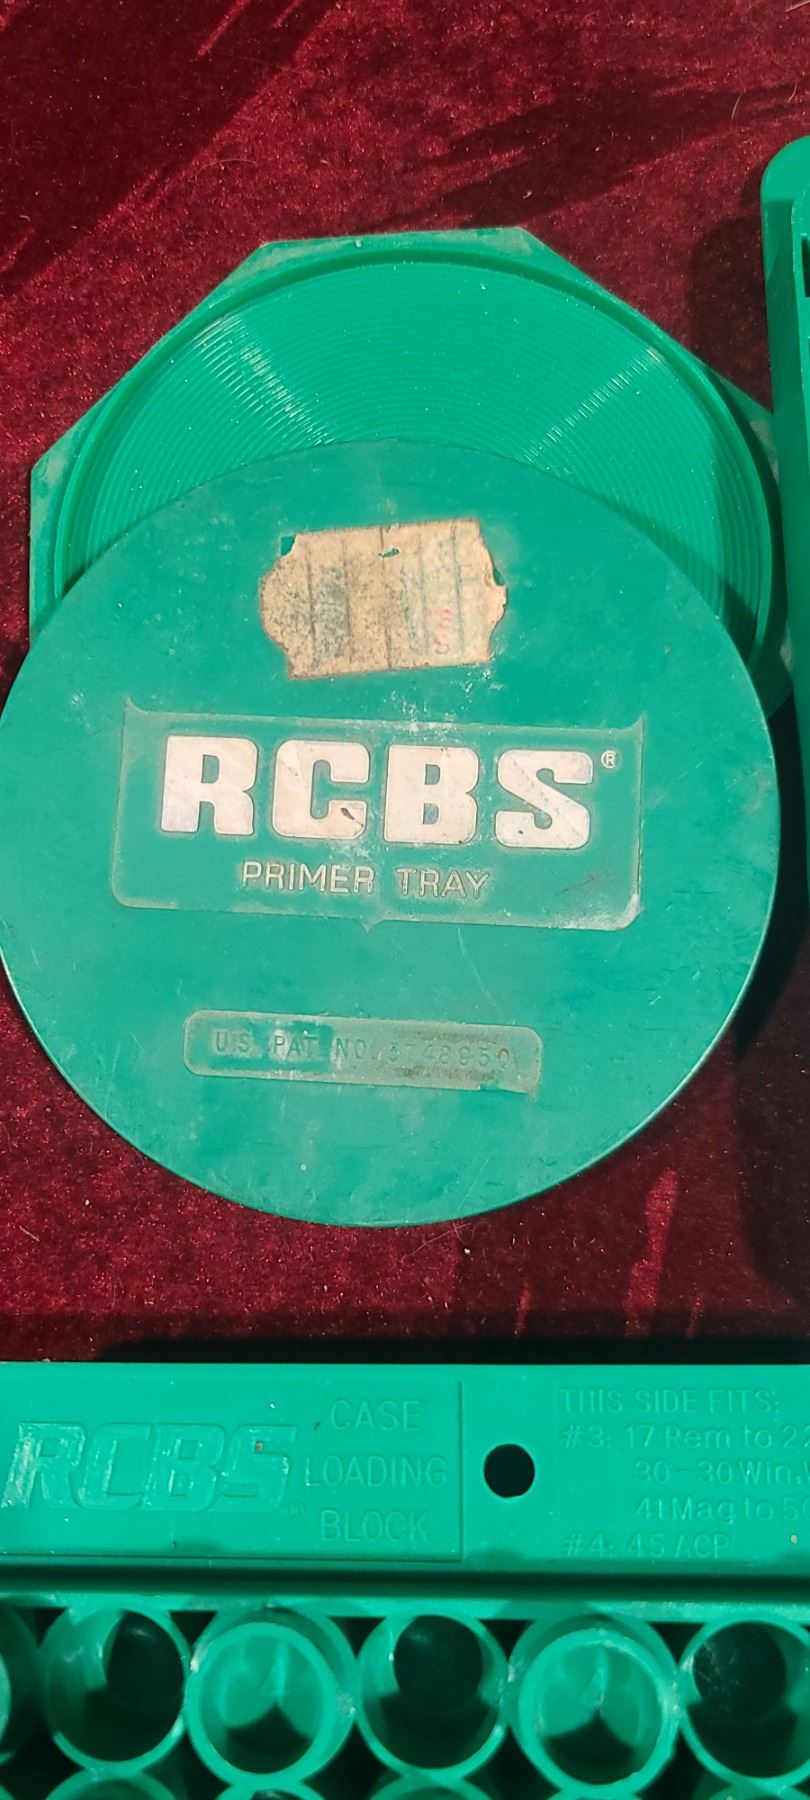 RCBS®
PRIMER TRAY
U.S. PAT. NO. 3748950
RCBS
CASE
LOADING
BLOCK
THIS SIDE FITS:
#3: 17 Rem to
30-30 Win.
41 Mag to
#4: 45 ACP